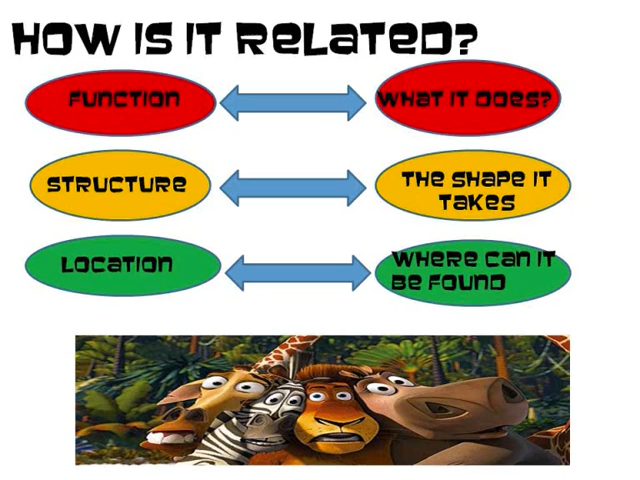 HOW IS IT RELATED?
FUNCTION
WHAT IT DOES?
STRUCTURE
THE SHAPE IT
TAKES
LOCATION
WHERE CAN IT
BE FOUND